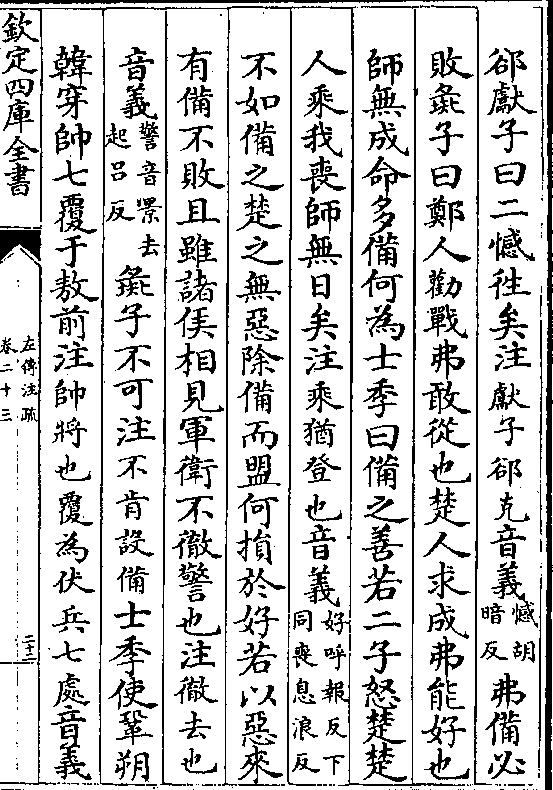 郤獻子曰二憾徃矣注獻子郤克音義憾胡暗反弗備必
敗彘子曰鄭人勸戰弗敢從也楚人求成弗能好也
師無成命多備何為士季曰備之善若二子怒楚楚
人乘我喪師無日矣注乘猶登也音義好呼報反下同喪息浪反
不如備之楚之無惡除備而盟何損於好若以惡來
有備不敗且雖諸侯相見軍衛不徹警也注徹去也
音義警音景去起呂反彘子不可注不肯設備士季使鞏朔
韓穿帥七覆于敖前注帥將也覆為伏兵七處音義
欽定四庫全書
左傳注疏
卷二十三
二十二